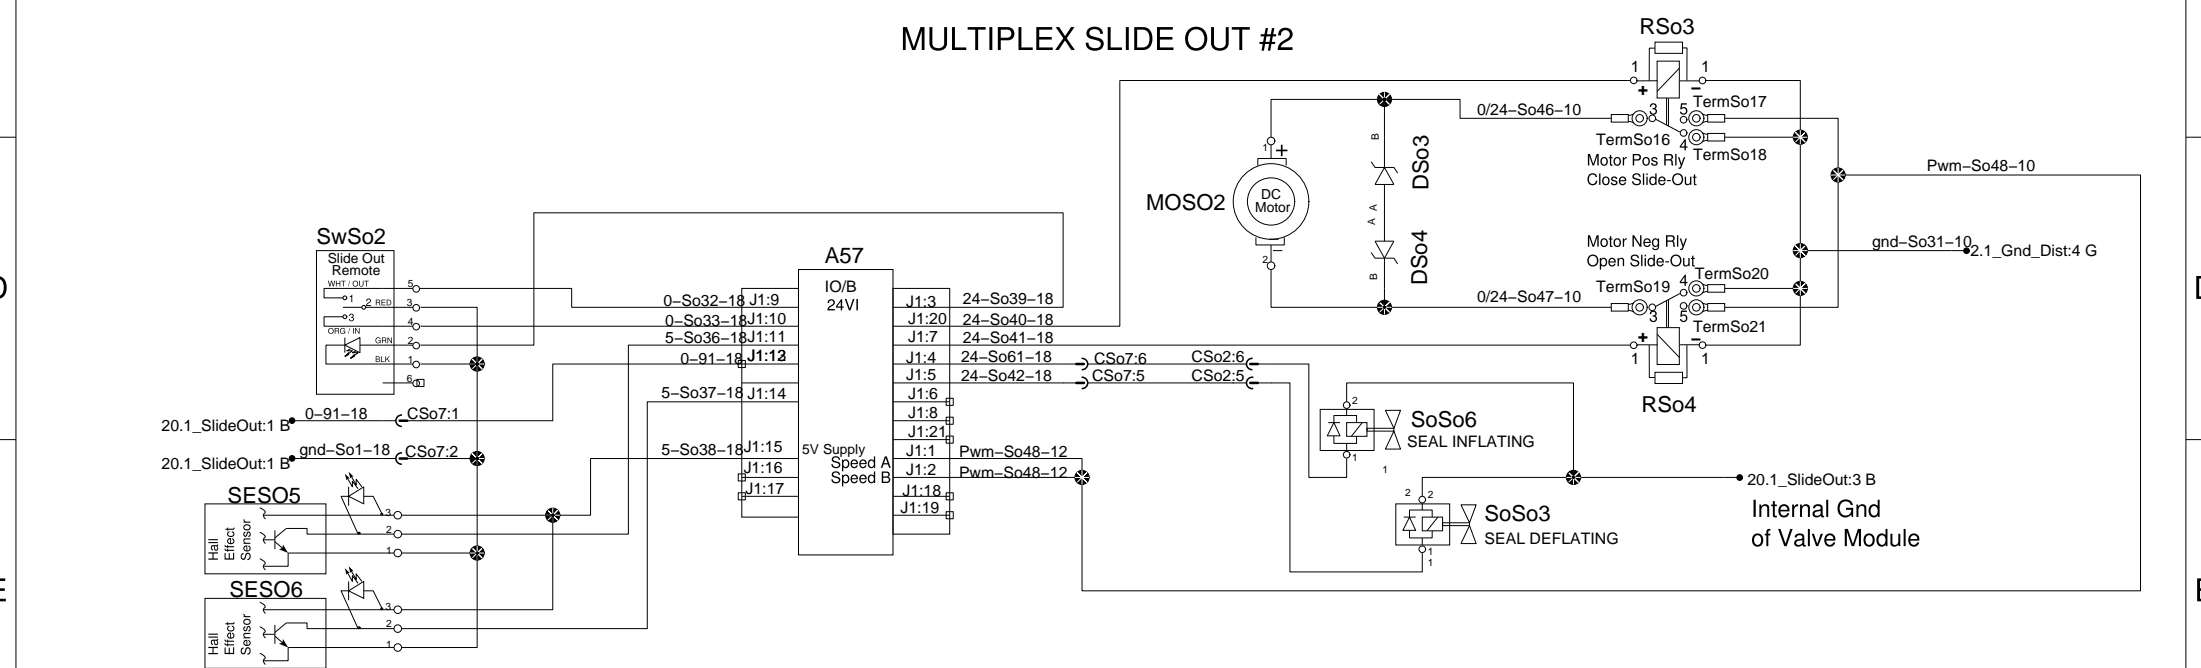 MULTIPLEX SLIDE OUT #2
RSo3
1
1
+
−
3
5
4
TermSo17
TermSo16
TermSo18
Motor Pos Rly
Close Slide-Out
0/24−So46−10
Pwm−So48−10
gnd−So31−10
2.1_Gnd_Dist:4 G
MOSO2
1
+
DC
Motor
−
2
B
DSo3
A
A
DSo4
B
Motor Neg Rly
Open Slide-Out
TermSo20
TermSo19
4
3
5
TermSo21
0/24−So47−10
+
−
1
1
RSo4
SwSo2
Slide Out
Remote
WHT / OUT
5
1
2
RED
3
3
4
ORG / IN
GRN
2
BLK
1
6
A57
IO/B
24VI
5V Supply
Speed A
Speed B
0−So32−18
J1:9
0−So33−18
J1:10
5−So36−18
J1:11
0−91−18
J1:12
5−So37−18
J1:14
5−So38−18
J1:15
J1:16
J1:17
J1:3
24−So39−18
J1:20
24−So40−18
J1:7
24−So41−18
J1:4
24−So61−18
CSo7:6
CSo2:6
J1:5
24−So42−18
CSo7:5
CSo2:5
J1:6
J1:8
J1:21
J1:1
Pwm−So48−12
J1:2
Pwm−So48−12
J1:18
J1:19
20.1_SlideOut:1 B
0−91−18
CSo7:1
20.1_SlideOut:1 B
gnd−So1−18
CSo7:2
SESO5
Hall
Effect
Sensor
3
2
1
SESO6
Hall
Effect
Sensor
3
2
1
2
SoSo6
SEAL INFLATING
1
1
2
2
SoSo3
SEAL DEFLATING
1
1
20.1_SlideOut:3 B
Internal Gnd
of Valve Module
D
D
E
E